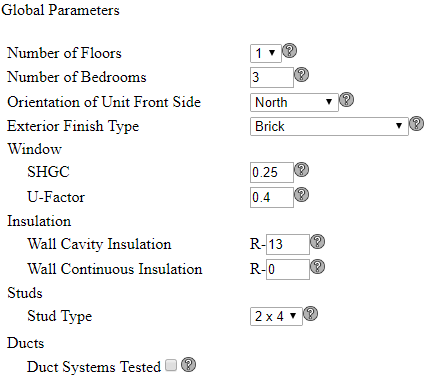 Global Parameters
Number of Floors 1 ?
Number of Bedrooms 3 ?
Orientation of Unit Front Side North ?
Exterior Finish Type Brick ?
Window
SHGC 0.25 ?
U-Factor 0.4 ?
Insulation
Wall Cavity Insulation R-13 ?
Wall Continuous Insulation R-0 ?
Studs
Stud Type 2 x 4 ?
Ducts
Duct Systems Tested ?